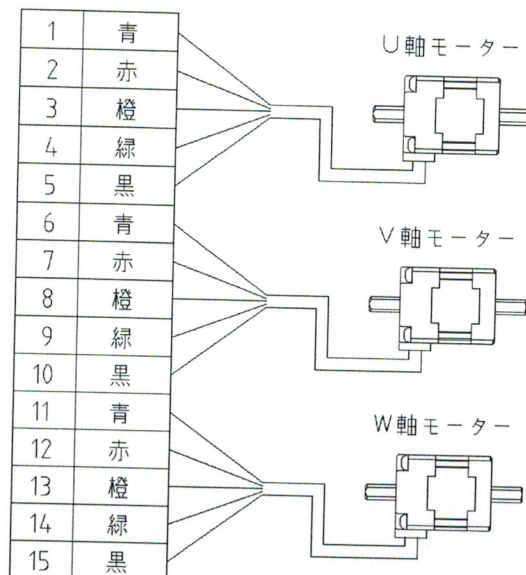 1 青
2 赤
3 橙
4 緑
5 黒
6 青
7 赤
8 橙
9 緑
10 黒
11 青
12 赤
13 橙
14 緑
15 黒
U軸モーター
V軸モーター
W軸モーター